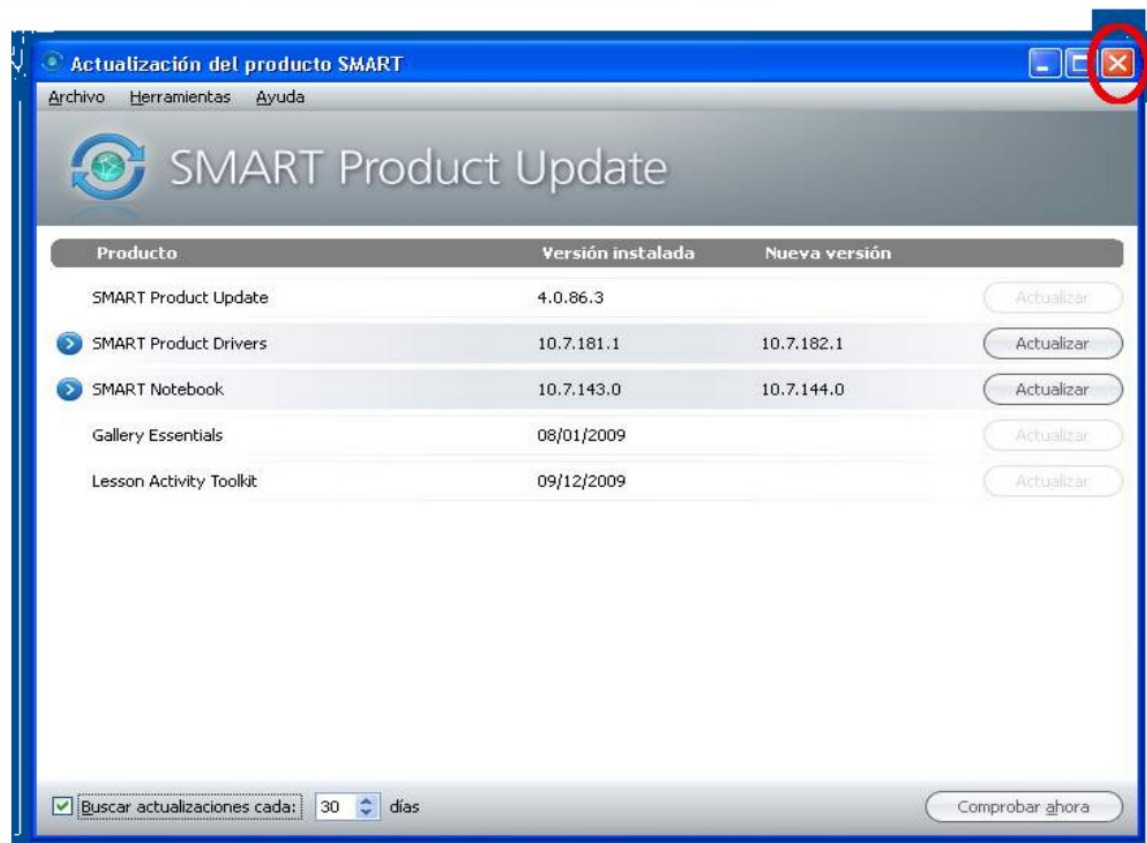 Actualización del producto SMART
Archivo Herramientas Ayuda
SMART Product Update
Producto Versión instalada Nueva versión
SMART Product Update 4.0.86.3 Actualizar
SMART Product Drivers 10.7.181.1 10.7.182.1 Actualizar
SMART Notebook 10.7.143.0 10.7.144.0 Actualizar
Gallery Essentials 08/01/2009 Actualizar
Lesson Activity Toolkit 09/12/2009 Actualizar
Buscar actualizaciones cada: 30 días Comprobar ahora